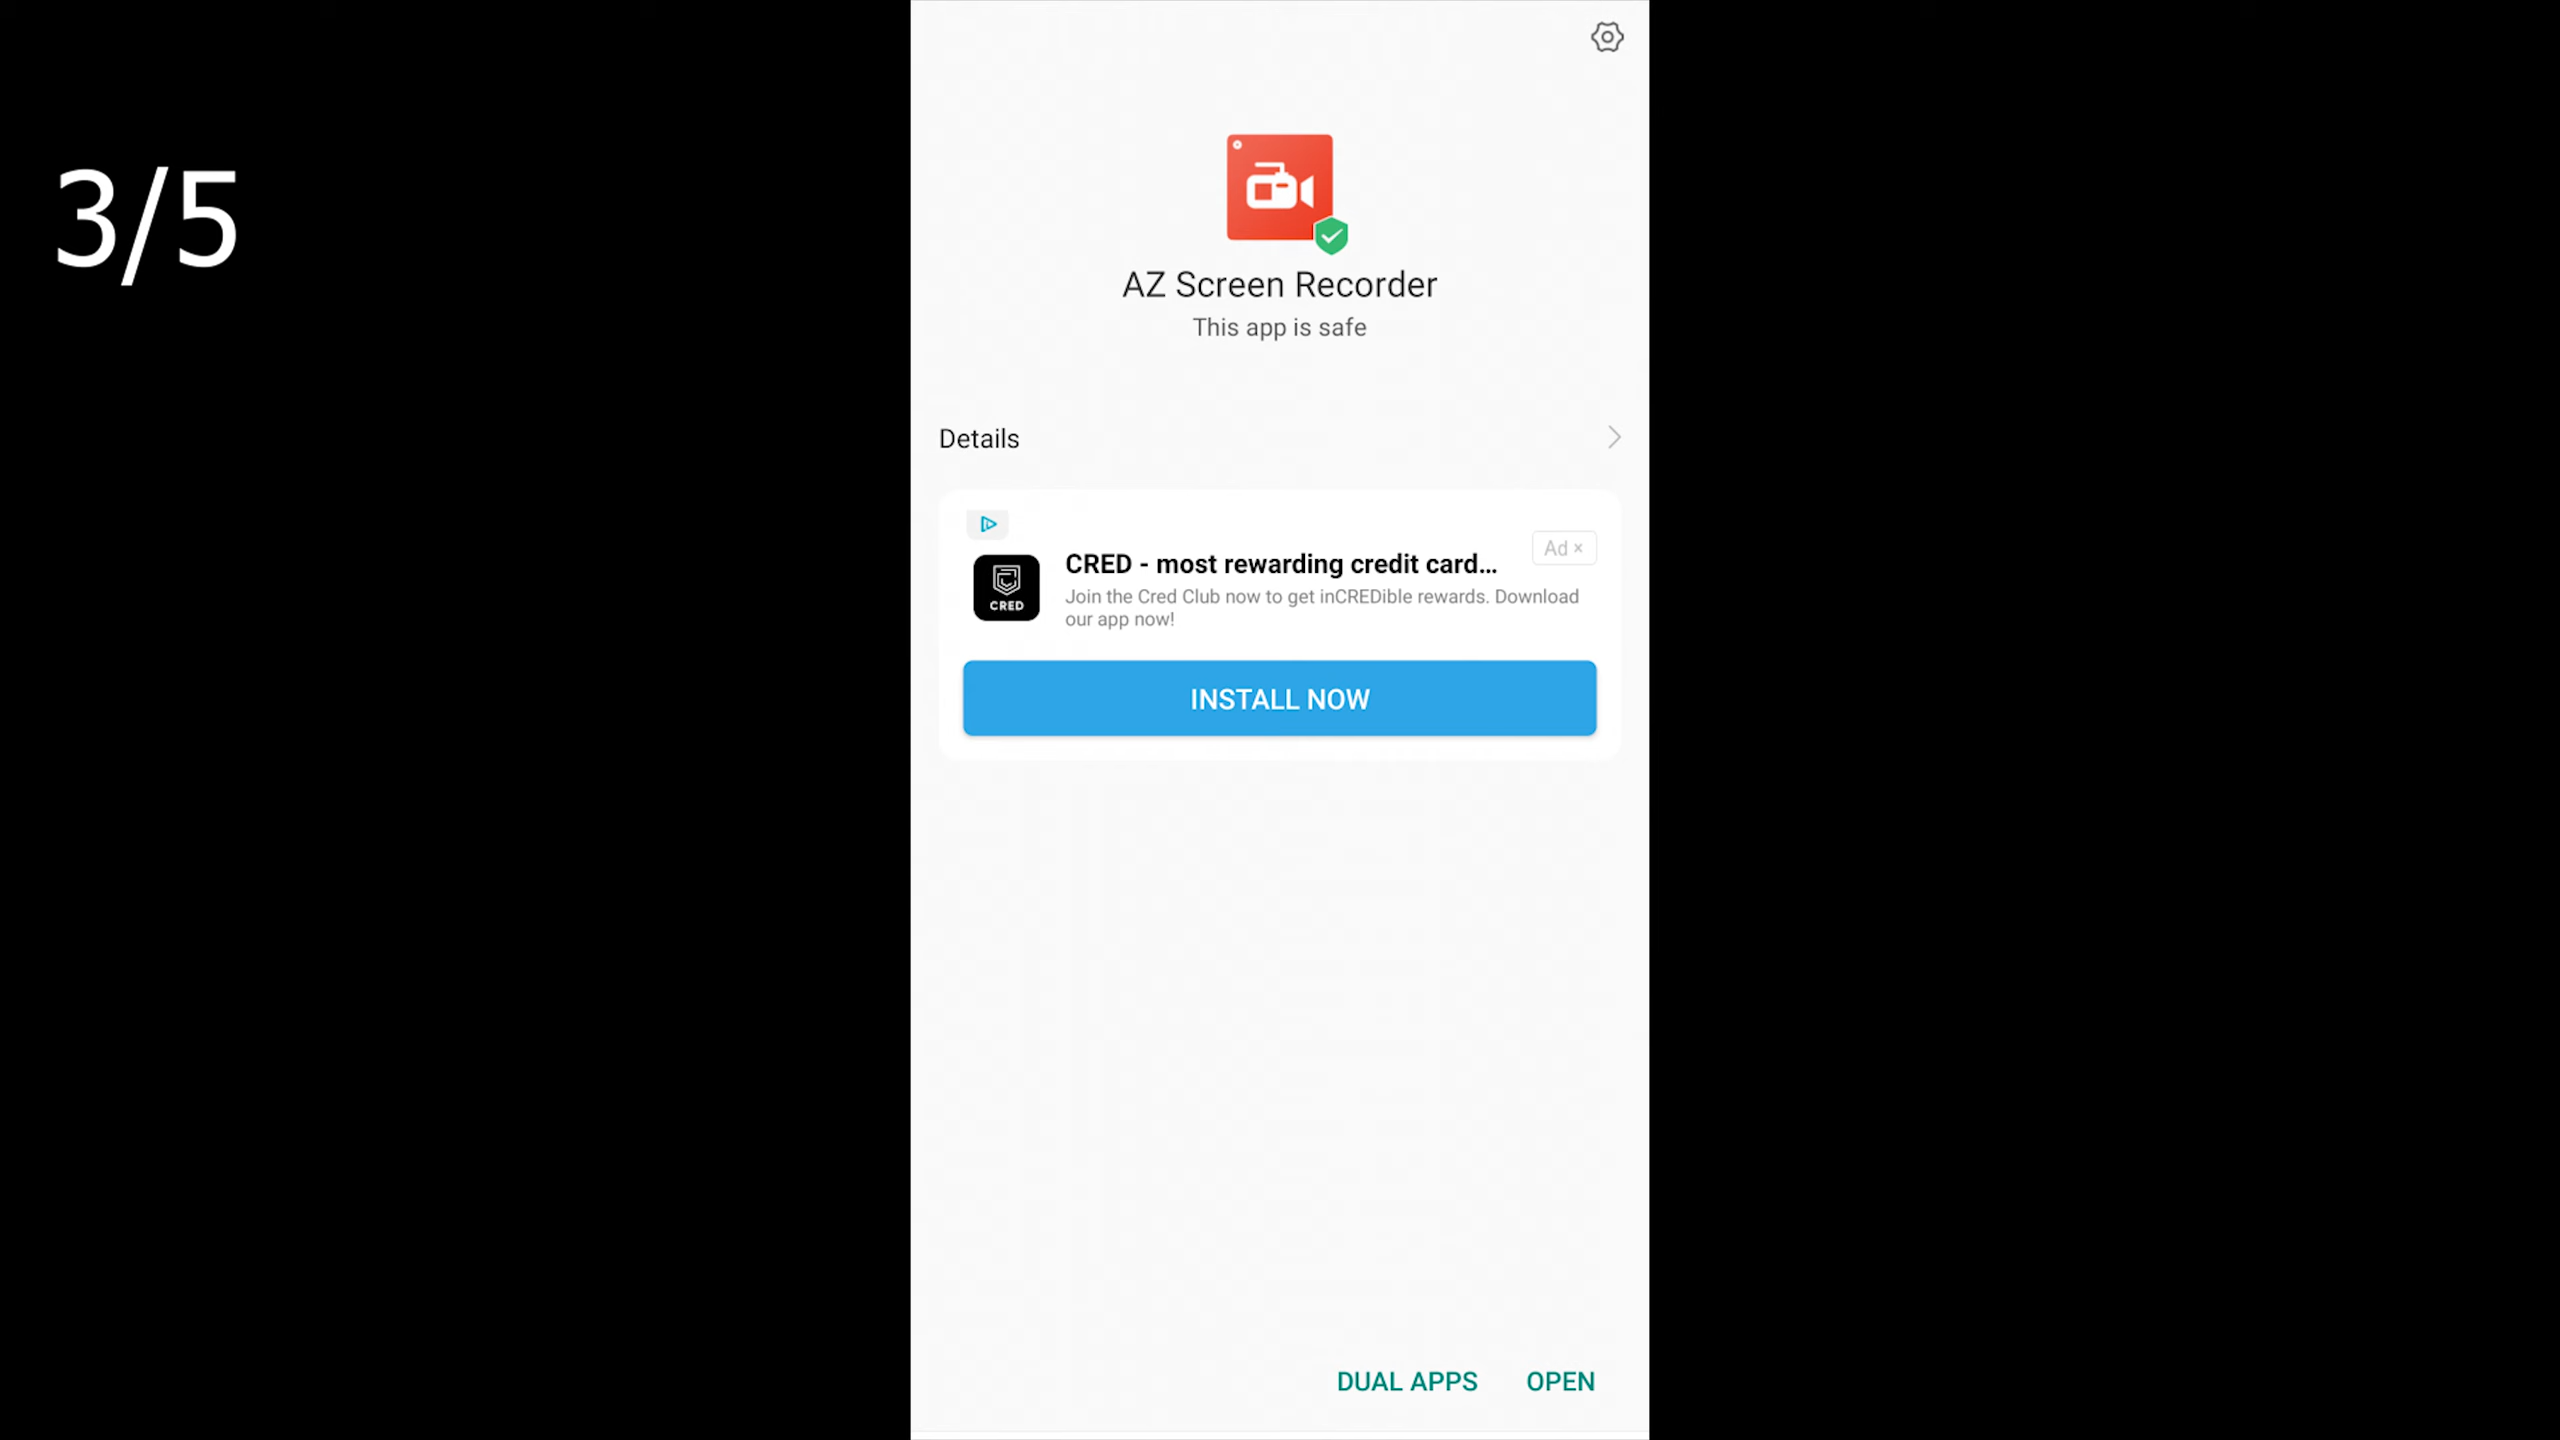 3/5
AZ Screen Recorder
This app is safe
Details
CRED - most rewarding credit card...
Ad ×
Join the Cred Club now to get inCREDible rewards. Download
our app now!
CRED
INSTALL NOW
DUAL APPS
OPEN